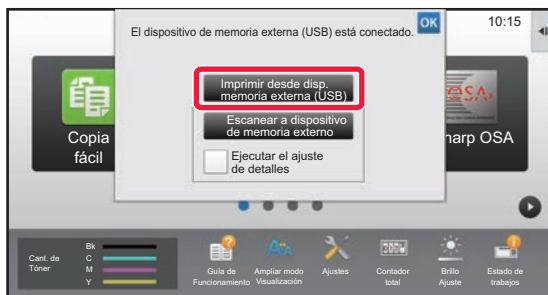 El dispositivo de memoria externa (USB) está conectado.
OK
10:15
Imprimir desde disp.
memoria externa (USB)
Escanear a dispositivo
de memoria externo
Ejecutar el ajuste
de detalles
Copia
fácil
OSA
harp OSA
Cant. de
Tóner
Bk
C
M
Y
Guía de
Funcionamiento
Ampliar modo
Visualización
Ajustes
Contador
total
Brillo
Ajuste
Estado de
trabajos